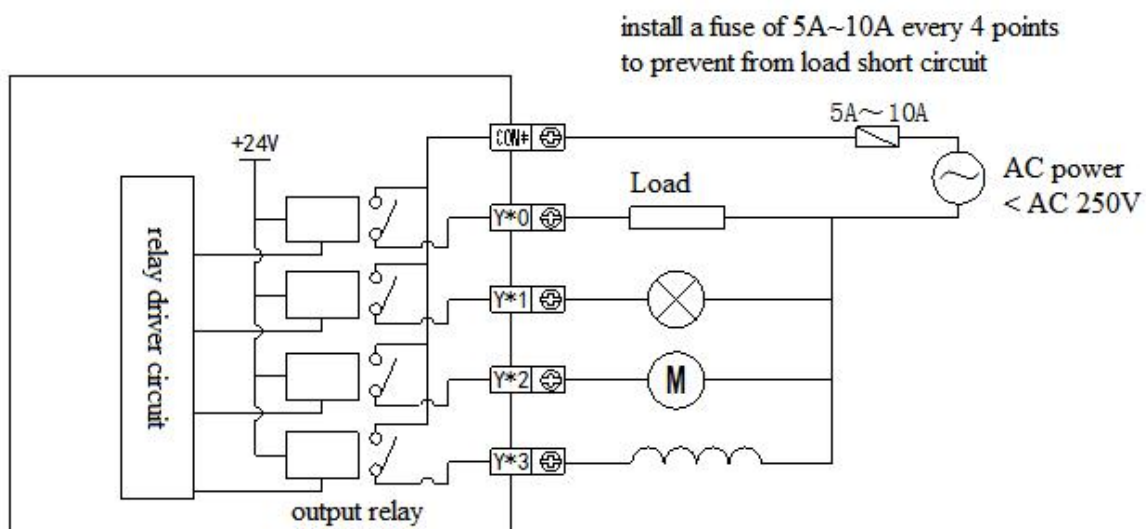 install a fuse of 5A~10A every 4 points
to prevent from load short circuit
5A～10A
+24V
COM*
AC power
< AC 250V
Load
Y*0
relay driver circuit
Y*1
Y*2
M
Y*3
output relay